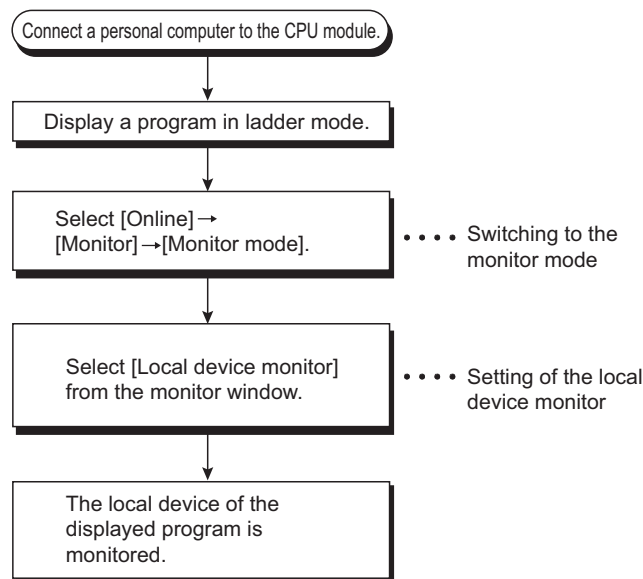 Connect a personal computer to the CPU module.
Display a program in ladder mode.
Select [Online]→
[Monitor]→[Monitor mode].
Switching to the
monitor mode
Select [Local device monitor]
from the monitor window.
Setting of the local
device monitor
The local device of the
displayed program is
monitored.